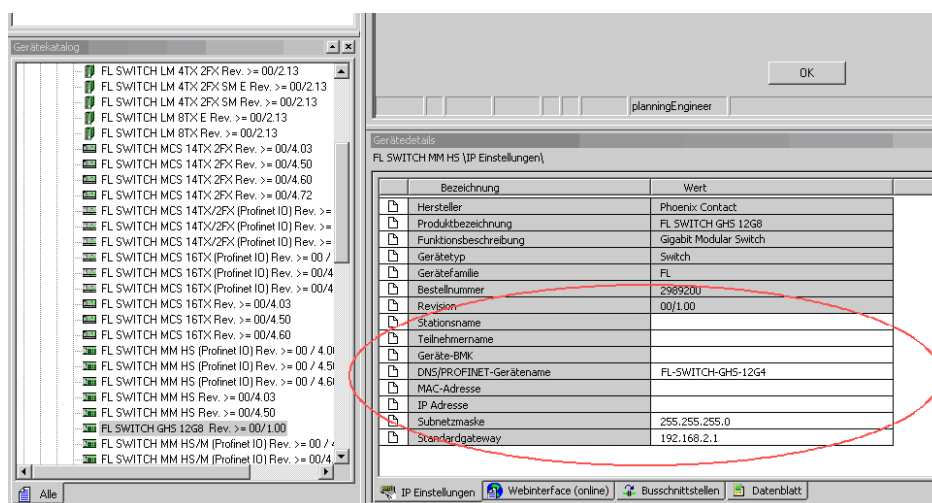 Gerätekatalog
FL SWITCH LM 4TX 2FX Rev. >= 00/2.13
FL SWITCH LM 4TX 2FX SM E Rev. >= 00/2.13
FL SWITCH LM 4TX 2FX SM Rev. >= 00/2.13
FL SWITCH LM 8TX E Rev. >= 00/2.13
FL SWITCH LM 8TX Rev. >= 00/2.13
FL SWITCH MCS 14TX 2FX Rev. >= 00/4.03
FL SWITCH MCS 14TX 2FX Rev. >= 00/4.50
FL SWITCH MCS 14TX 2FX Rev. >= 00/4.60
FL SWITCH MCS 14TX 2FX Rev. >= 00/4.72
FL SWITCH MCS 14TX/2FX (Profinet IO) Rev. >=
FL SWITCH MCS 14TX/2FX (Profinet IO) Rev. >=
FL SWITCH MCS 14TX/2FX (Profinet IO) Rev. >=
FL SWITCH MCS 16TX (Profinet IO) Rev. >= 00 /
FL SWITCH MCS 16TX (Profinet IO) Rev. >= 00/4
FL SWITCH MCS 16TX (Profinet IO) Rev. >= 00/4
FL SWITCH MCS 16TX Rev. >= 00/4.03
FL SWITCH MCS 16TX Rev. >= 00/4.50
FL SWITCH MCS 16TX Rev. >= 00/4.60
FL SWITCH MM HS (Profinet IO) Rev. >= 00 / 4.0
FL SWITCH MM HS (Profinet IO) Rev. >= 00 / 4.5
FL SWITCH MM HS (Profinet IO) Rev. >= 00 / 4.6
FL SWITCH MM HS Rev. >= 00/4.03
FL SWITCH MM HS Rev. >= 00/4.50
FL SWITCH GHS 12G8 Rev. >= 00/1.00
FL SWITCH MM HS/M (Profinet IO) Rev. >= 00 /
FL SWITCH MM HS/M (Profinet IO) Rev. >= 00/4
Alle
OK
planningEngineer
Gerätedetails
FL SWITCH MM HS \IP Einstellungen\
Bezeichnung Wert
Hersteller Phoenix Contact
Produktbezeichnung FL SWITCH GHS 12G8
Funktionsbeschreibung Gigabit Modular Switch
Gerätetyp Switch
Gerätefamilie FL
Bestellnummer 2989200
Revision 00/1.00
Stationsname
Teilnehmername
Geräte-BMK
DNS/PROFINET-Gerätename FL-SWITCH-GHS-12G4
MAC-Adresse
IP Adresse
Subnetzmaske 255.255.255.0
Standardgateway 192.168.2.1
IP Einstellungen Webinterface (online) Busschnittstellen Datenblatt